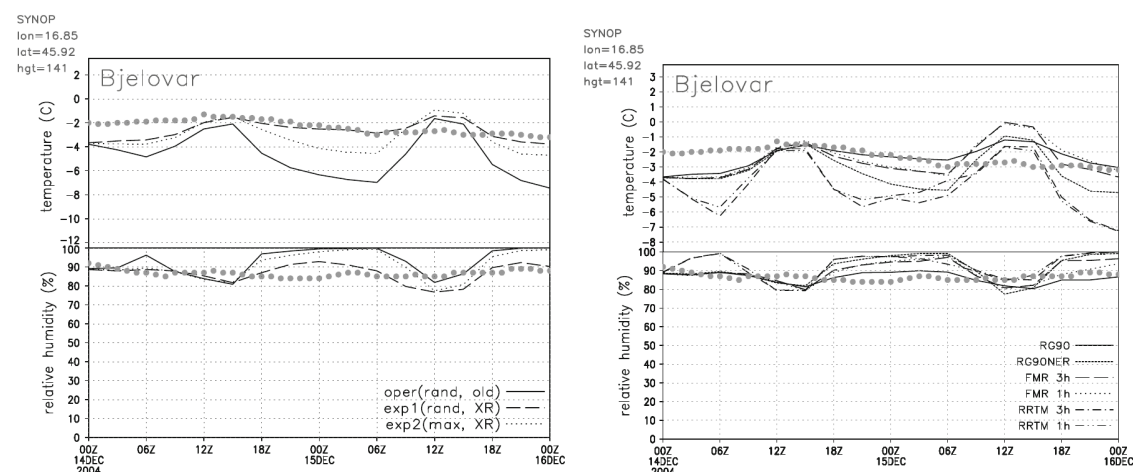 SYNOP
lon=16.85
lat=45.92
hgt=141
Bjelovar
temperature (C)
2
0
−2
−4
−6
−8
−10
−12
relative humidity (%)
100
90
80
70
60
50
40
30
20
10
0
oper(rand, old)
exp1(rand, XR)
exp2(max, XR)
00Z 06Z 12Z 18Z 00Z 06Z 12Z 18Z 00Z
14DEC 15DEC 16DEC
2004
SYNOP
lon=16.85
lat=45.92
hgt=141
Bjelovar
temperature (C)
3
2
1
0
−1
−2
−3
−4
−5
−6
−7
−8
relative humidity (%)
100
90
80
70
60
50
40
30
20
10
0
RG90
RG90NER
FMR 3h
FMR 1h
RRTM 3h
RRTM 1h
00Z 06Z 12Z 18Z 00Z 06Z 12Z 18Z 00Z
14DEC 15DEC 16DEC
2004